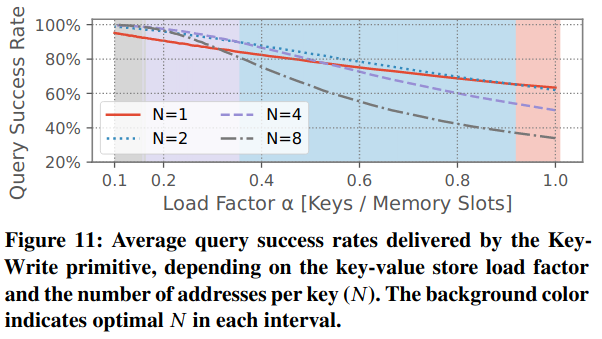 Query Success Rate
100%
80%
60%
40%
20%
N=1
N=2
N=4
N=8
0.1
0.2
0.4
0.6
0.8
1.0
Load Factor α [Keys / Memory Slots]
Figure 11: Average query success rates delivered by the Key-
Write primitive, depending on the key-value store load factor
and the number of addresses per key (N). The background color
indicates optimal N in each interval.